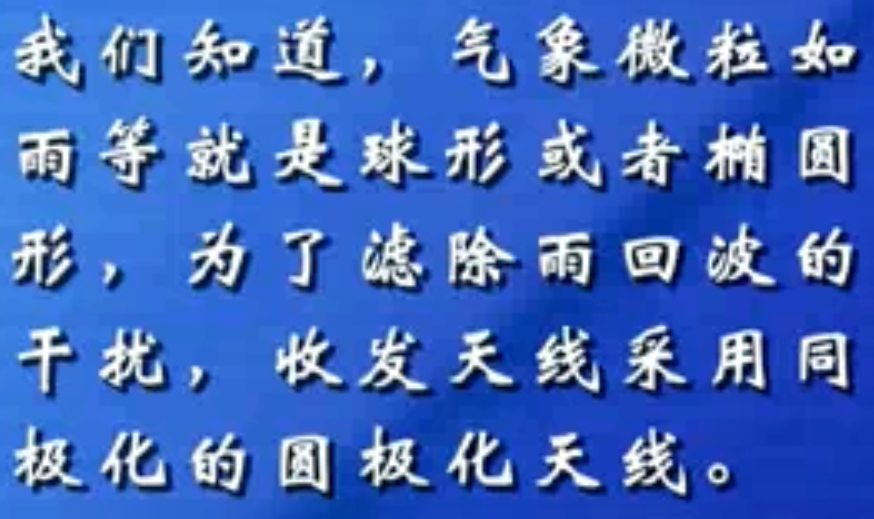 我们知道，气象微粒如
雨等就是球形或者椭圆
形，为了滤除雨回波的
干扰，收发天线采用同
极化的圆极化天线。